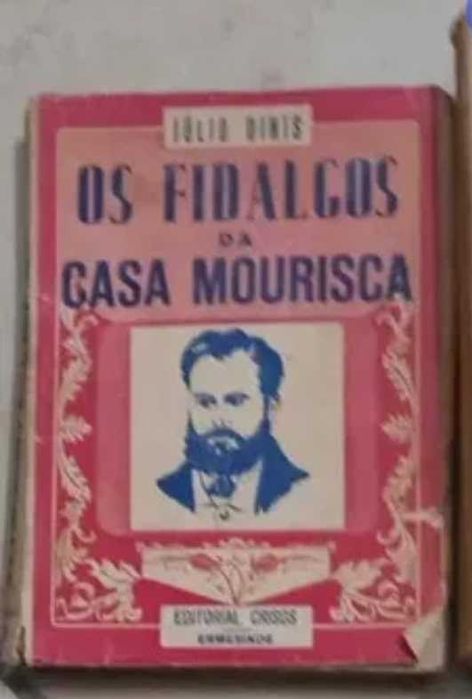 JÚLIO DINIS
OS FIDALGOS
DA
CASA MOURISCA
EDITORIAL CRISOS
ERMESINDE